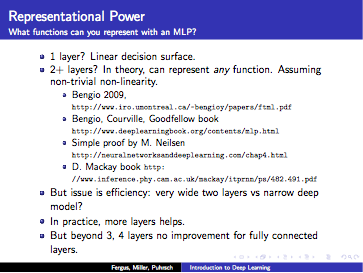 Representational Power
What functions can you represent with an MLP?
1 layer? Linear decision surface.
2+ layers? In theory, can represent any function. Assuming
non-trivial non-linearity.
Bengio 2009,
http://www.iro.umontreal.ca/~bengioy/papers/ftml.pdf
Bengio, Courville, Goodfellow book
http://www.deeplearningbook.org/contents/mlp.html
Simple proof by M. Neilsen
http://neuralnetworksanddeeplearning.com/chap4.html
D. Mackay book http:
//www.inference.phy.cam.ac.uk/mackay/itprnn/ps/482.491.pdf
But issue is efficiency: very wide two layers vs narrow deep
model?
In practice, more layers helps.
But beyond 3, 4 layers no improvement for fully connected
layers.
Fergus, Miller, Puhrsch Introduction to Deep Learning